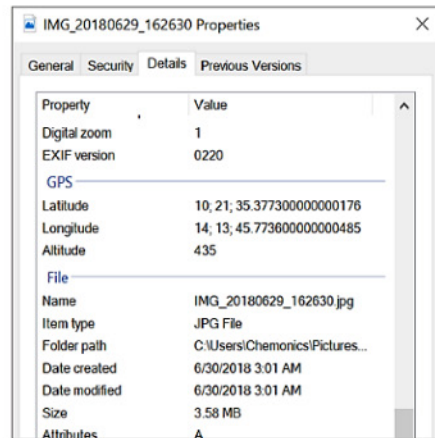 IMG_20180629_162630 Properties
General Security Details Previous Versions
Property Value
Digital zoom 1
EXIF version 0220
GPS
Latitude 10; 21; 35.377300000000176
Longitude 14; 13; 45.773600000000485
Altitude 435
File
Name IMG_20180629_162630.jpg
Item type JPG File
Folder path C:\Users\Chemonics\Pictures...
Date created 6/30/2018 3:01 AM
Date modified 6/30/2018 3:01 AM
Size 3.58 MB
Attributes A